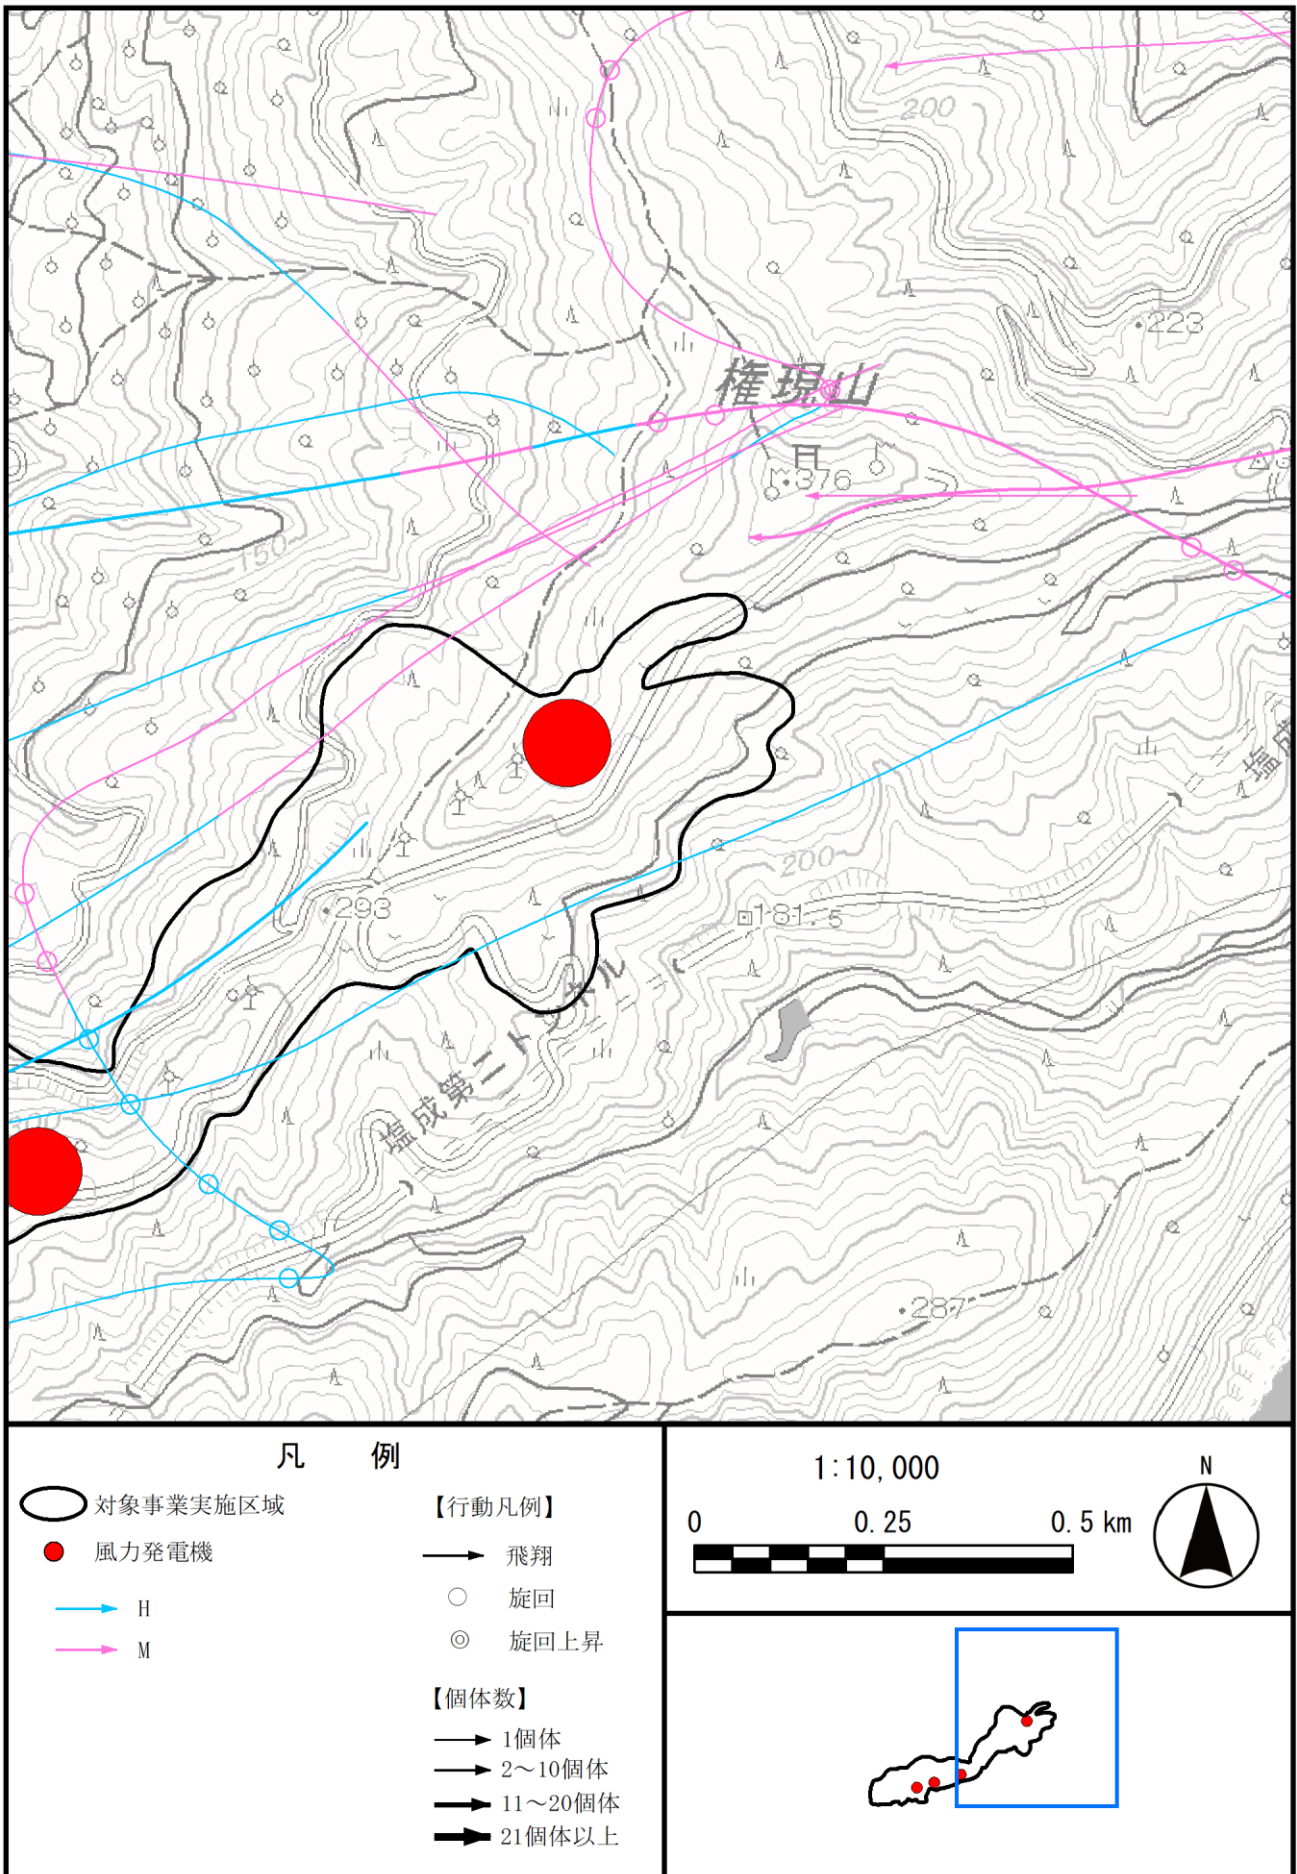 200
223
権現山
376
150
塩成
293
200
181.5
塩成第二トンネル
287
凡 例
対象事業実施区域
風力発電機
H
M
【行動凡例】
飛翔
旋回
旋回上昇
【個体数】
1個体
2～10個体
11～20個体
21個体以上
1:10,000
0 0.25 0.5 km
N